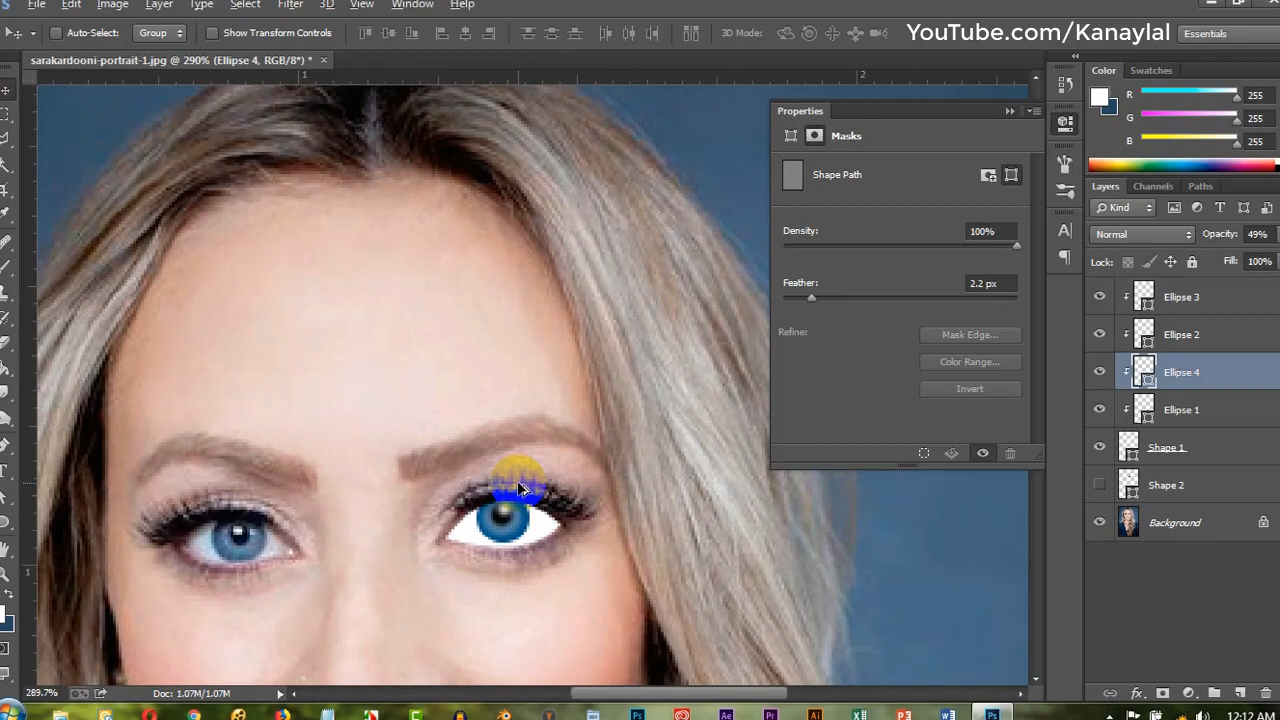 File Edit Image Layer Type Select Filter 3D View Window Help
Auto-Select: Group Show Transform Controls 3D Mode: YouTube.com/Kanaylal Essentials
sarakardooni-portrait-1.jpg @ 290% (Ellipse 4, RGB/8*) * ×
1 2
Color Swatches
R 255
G 255
B 255
Properties
Masks
Shape Path
Density: 100%
Feather: 2.2 px
Refine: Mask Edge...
Color Range...
Invert
Layers Channels Paths
Kind
Normal Opacity: 49%
Lock: Fill: 100%
Ellipse 3
Ellipse 2
Ellipse 4
Ellipse 1
Shape 1
Shape 2
Background
1
289.7% Doc: 1.07M/1.07M
12:12 AM